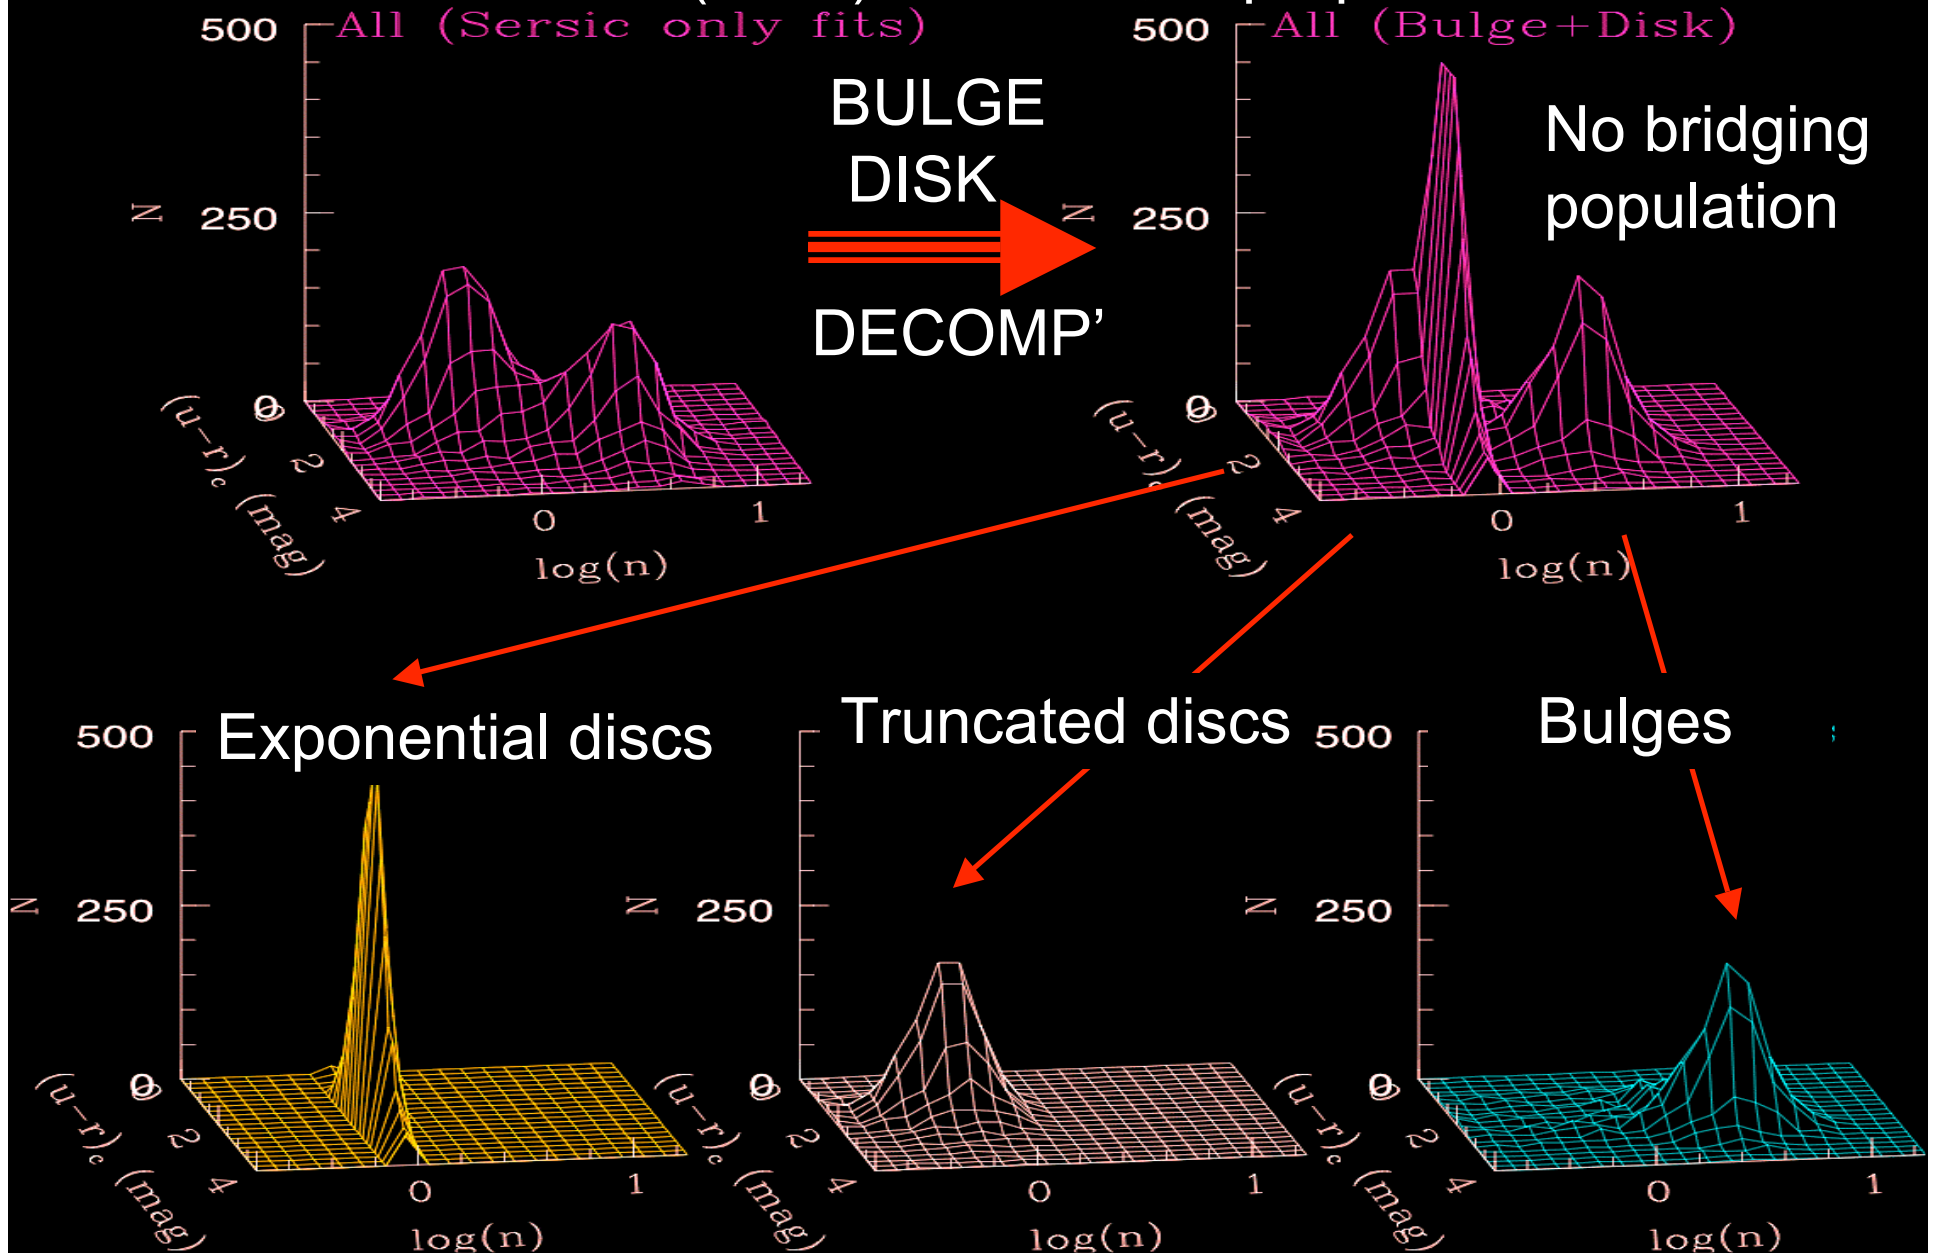 All (Sersic only fits)
500
250
0
N
0
2
4
(u-r)c (mag)
0
1
log(n)
BULGE
DISK
DECOMP’
All (Bulge+Disk)
500
250
0
N
0
2
4
(mag)
0
1
log(n)
No bridging
population
Exponential discs
500
250
0
N
0
2
4
(u-r)c (mag)
0
1
log(n)
Truncated discs
250
0
N
0
2
4
(u-r)c (mag)
0
1
log(n)
Bulges
500
250
0
N
0
2
4
(u-r)c (mag)
0
1
log(n)